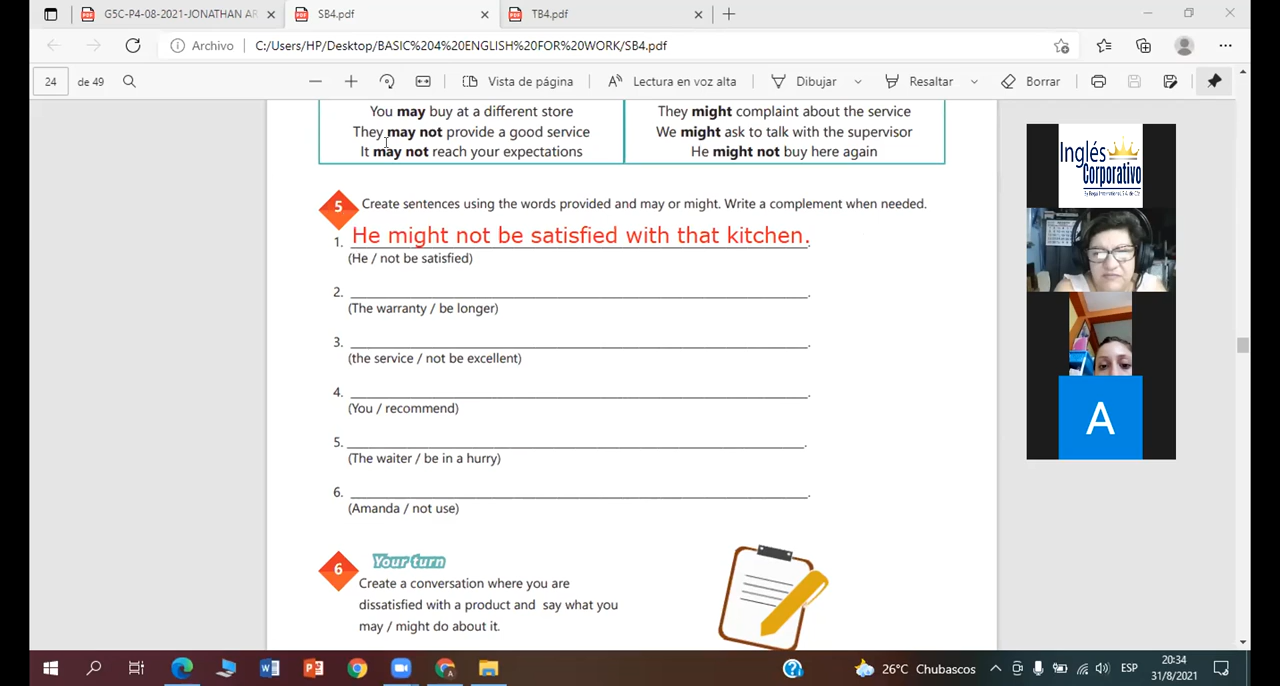 G5C-P4-08-2021-JONATHAN AR
SB4.pdf
TB4.pdf
Archivo
C:/Users/HP/Desktop/BASIC%204%20ENGLISH%20FOR%20WORK/SB4.pdf
24 de 49
Vista de página
Lectura en voz alta
Dibujar
Resaltar
Borrar
You may buy at a different store
They may not provide a good service
It may not reach your expectations
They might complaint about the service
We might ask to talk with the supervisor
He might not buy here again
5 Create sentences using the words provided and may or might. Write a complement when needed.
1. He might not be satisfied with that kitchen.
(He / not be satisfied)
2. .
(The warranty / be longer)
3. .
(the service / not be excellent)
4. .
(You / recommend)
5. .
(The waiter / be in a hurry)
6. .
(Amanda / not use)
6 Your turn
Create a conversation where you are
dissatisfied with a product and say what you
may / might do about it.
Inglés
Corporativo
A
26°C Chubascos
ESP
20:34
31/8/2021